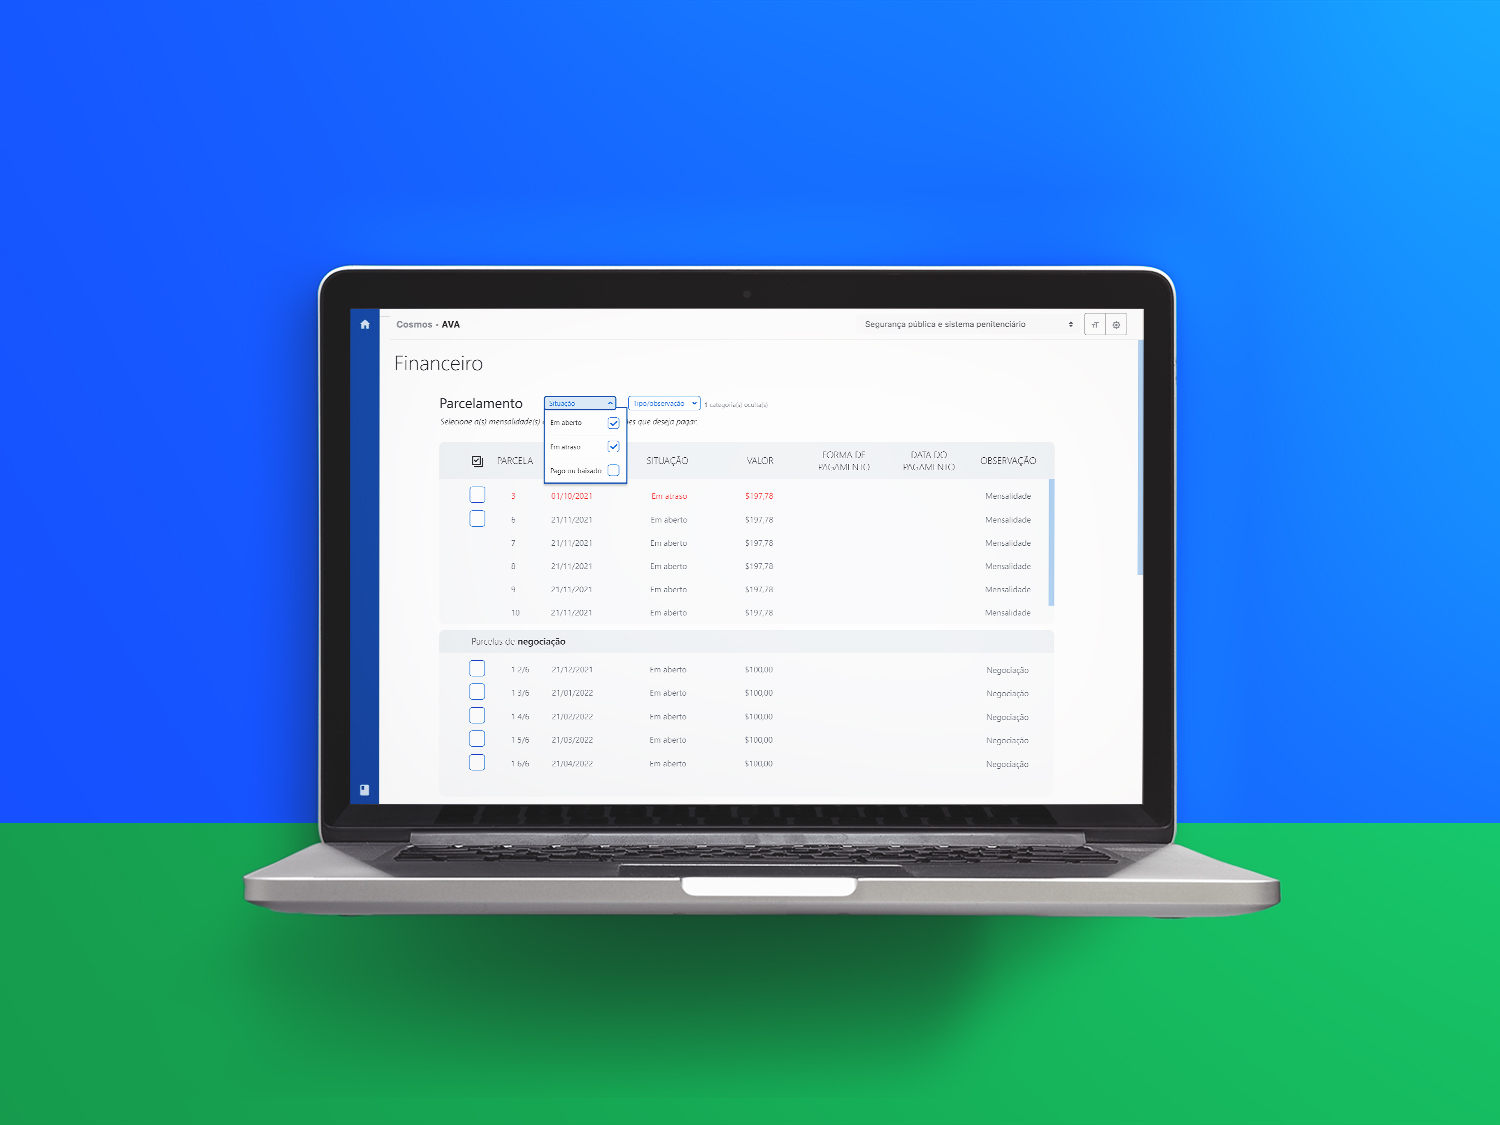 Cosmos - AVA
Segurança pública e sistema penitenciário
TT
Financeiro
Parcelamento
Situação
Tipo/observação
1 categoria(s) oculta(s)
Selecione a(s) mensalidade(s)
es que deseja pagar
Em aberto
Em atraso
Pago ou baixado
PARCELA SITUAÇÃO VALOR FORMA DE PAGAMENTO DATA DO PAGAMENTO OBSERVAÇÃO
3 01/10/2021 Em atraso $197,78 Mensalidade
6 21/11/2021 Em aberto $197,78 Mensalidade
7 21/11/2021 Em aberto $197,78 Mensalidade
8 21/11/2021 Em aberto $197,78 Mensalidade
9 21/11/2021 Em aberto $197,78 Mensalidade
10 21/11/2021 Em aberto $197,78 Mensalidade
Parcelas de negociação
1 2/6 21/12/2021 Em aberto $100,00 Negociação
1 3/6 21/01/2022 Em aberto $100,00 Negociação
1 4/6 21/02/2022 Em aberto $100,00 Negociação
1 5/6 21/03/2022 Em aberto $100,00 Negociação
1 6/6 21/04/2022 Em aberto $100,00 Negociação